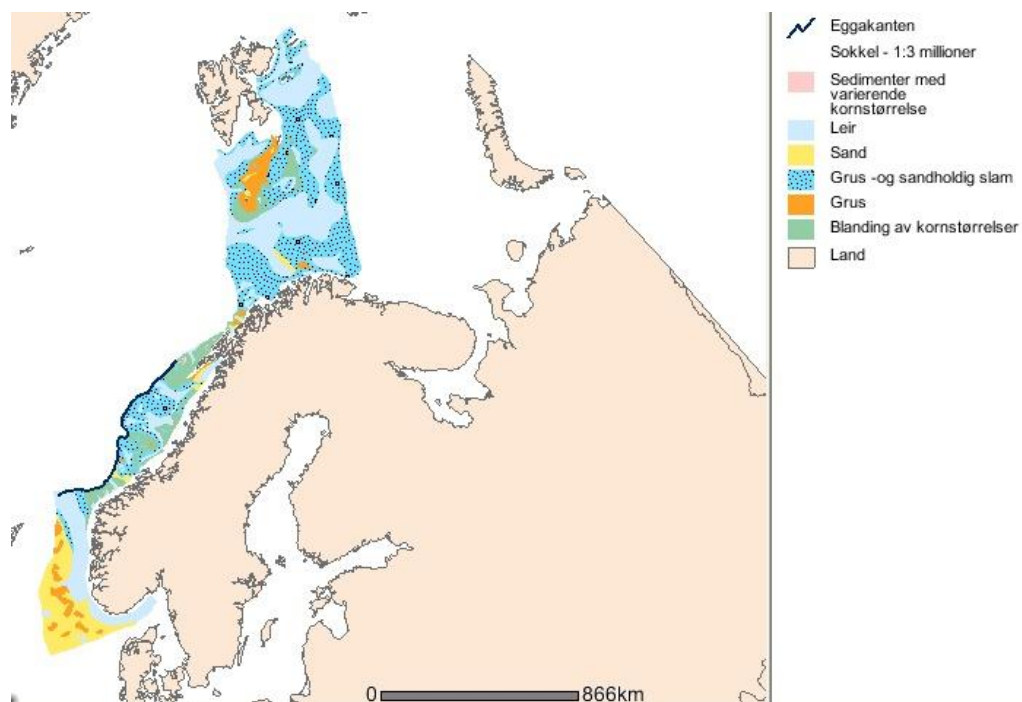 Eggakanten
Sokkel - 1:3 millioner
Sedimenter med
varierende
kornstørrelse
Leir
Sand
Grus -og sandholdig slam
Grus
Blanding av kornstørrelser
Land
0 866km